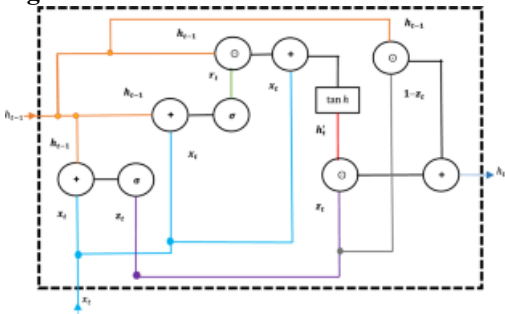 h_{t-1}
h_{t-1}
r_t
x_t
tan h
1-z_t
h_{t-1}
h_{t-1}
σ
h'_t
x_t
h_{t-1}
σ
h_t
x_t
z_t
z_t
x_t